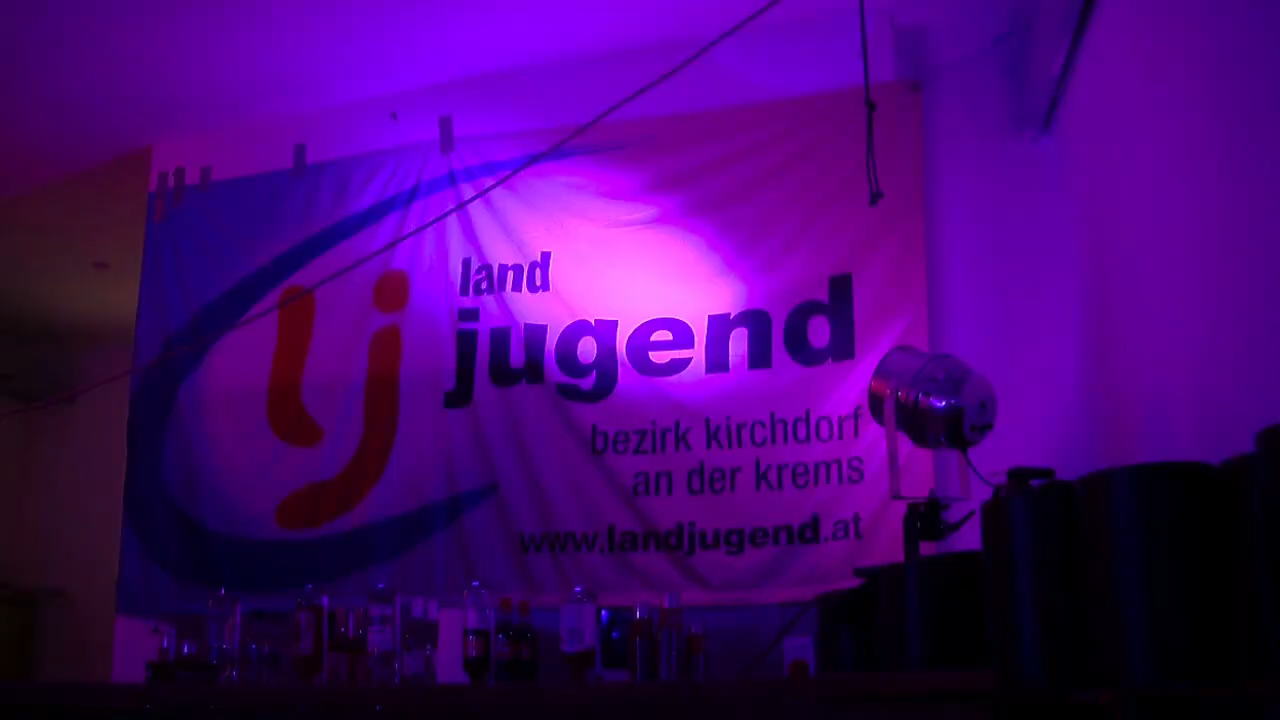 lj
land
jugend
bezirk kirchdorf
an der krems
www.landjugend.at